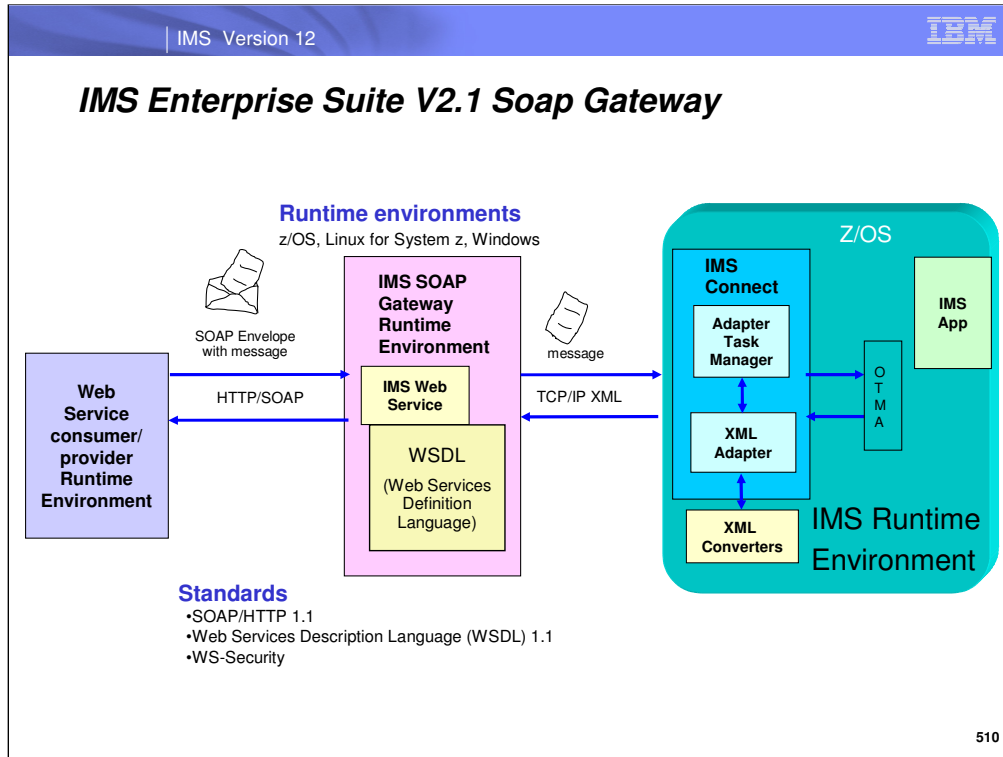 IMS Version 12
IBM
IMS Enterprise Suite V2.1 Soap Gateway
Runtime environments
z/OS, Linux for System z, Windows
SOAP Envelope
with message
HTTP/SOAP
Web
Service
consumer/
provider
Runtime
Environment
IMS SOAP
Gateway
Runtime
Environment
IMS Web
Service
WSDL
(Web Services
Definition
Language)
message
TCP/IP XML
Z/OS
IMS
Connect
Adapter
Task
Manager
XML
Adapter
XML
Converters
O
T
M
A
IMS
App
IMS Runtime
Environment
Standards
•SOAP/HTTP 1.1
•Web Services Description Language (WSDL) 1.1
•WS-Security
510